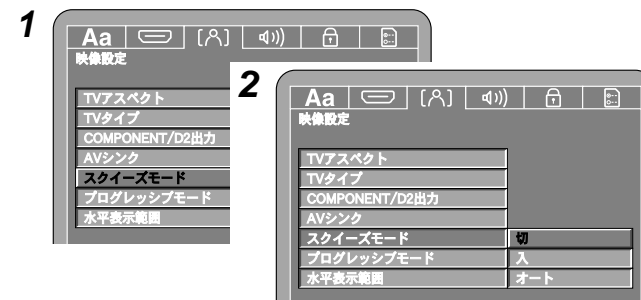 1
Aa
映像設定
TVアスペクト
TVタイプ
COMPONENT/D2出力
AVシンク
スクイーズモード
プログレッシブモード
水平表示範囲
2
Aa
映像設定
TVアスペクト
TVタイプ
COMPONENT/D2出力
AVシンク
スクイーズモード 切
プログレッシブモード 入
水平表示範囲 オート